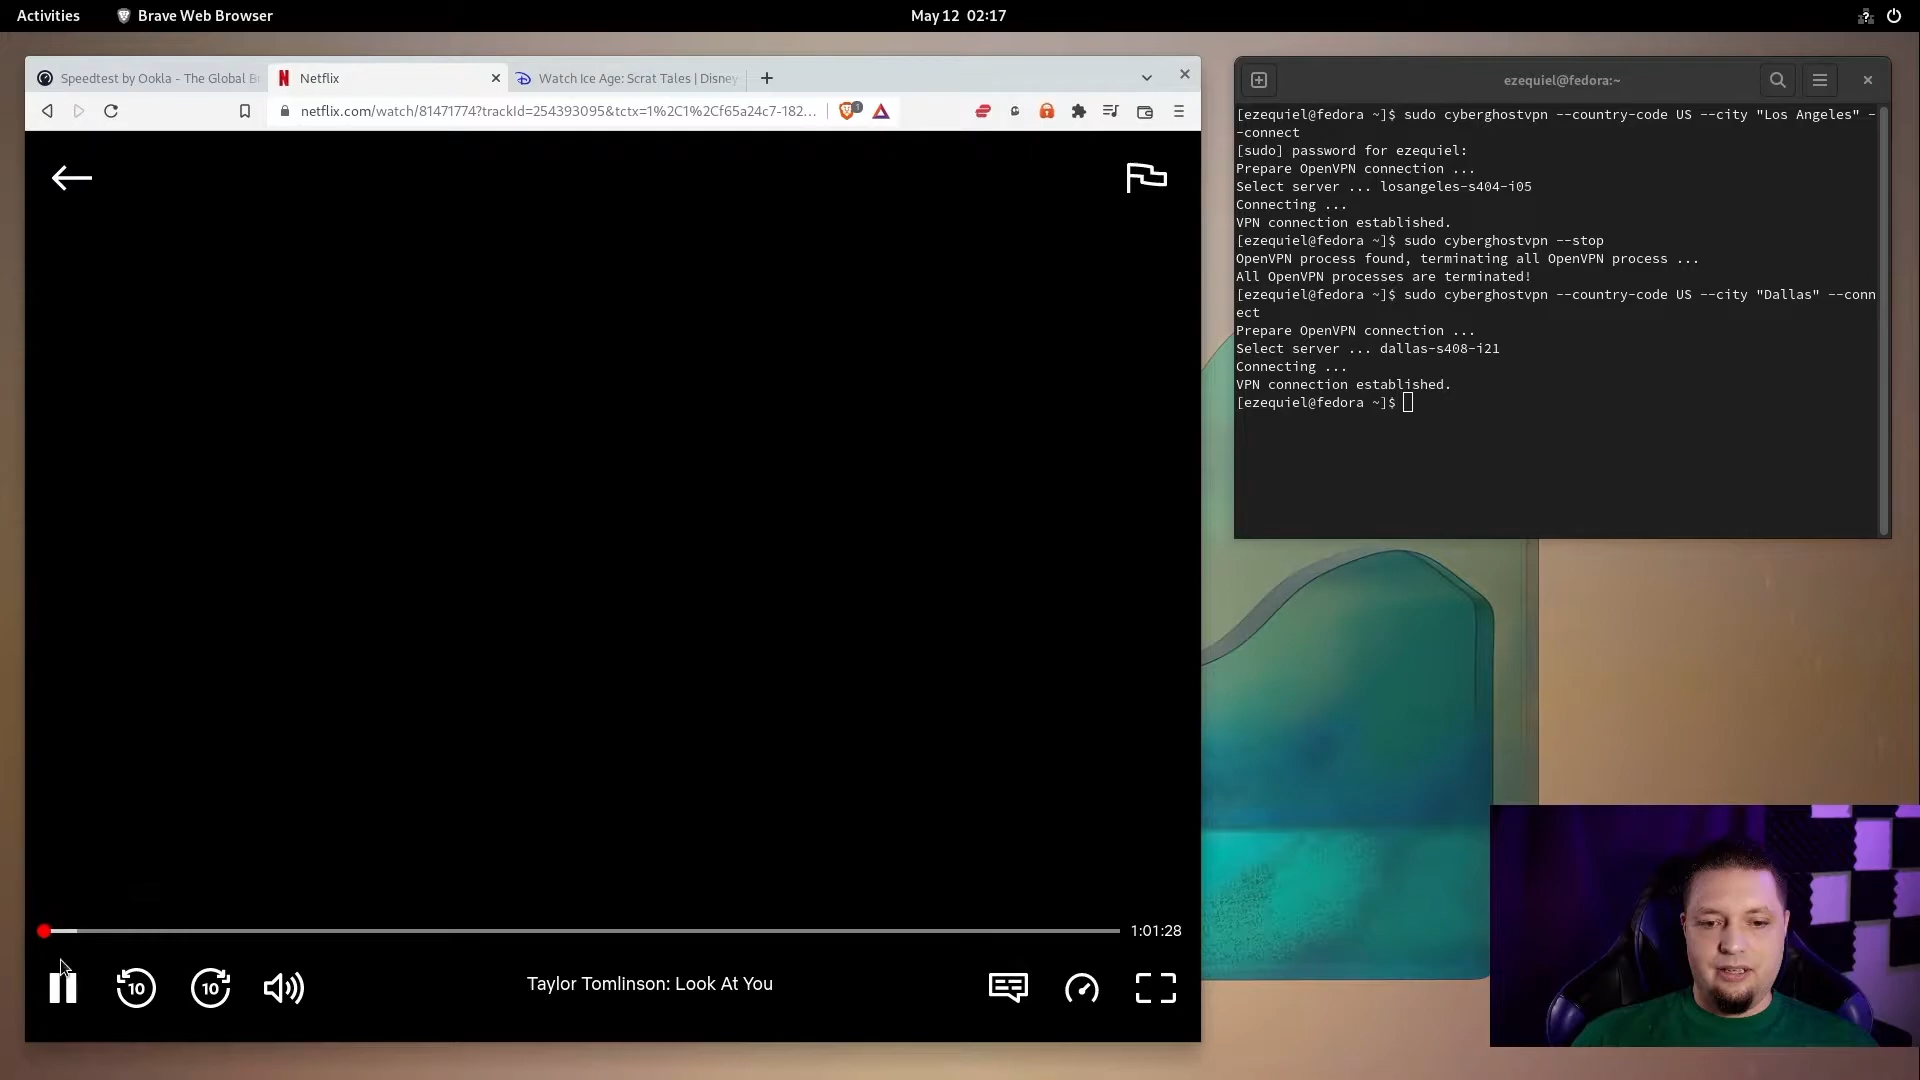 Activities
Brave Web Browser
May 12 02:17
Speedtest by Ookla - The Global B
Netflix
Watch Ice Age: Scrat Tales | Disney
netflix.com/watch/81471774?trackId=254393095&tctx=1%2C1%2Cf65a24c7-182...
1
ezequiel@fedora:~
[ezequiel@fedora ~]$ sudo cyberghostvpn --country-code US --city "Los Angeles" -
-connect
[sudo] password for ezequiel:
Prepare OpenVPN connection ...
Select server ... losangeles-s404-i05
Connecting ...
VPN connection established.
[ezequiel@fedora ~]$ sudo cyberghostvpn --stop
OpenVPN process found, terminating all OpenVPN process ...
All OpenVPN processes are terminated!
[ezequiel@fedora ~]$ sudo cyberghostvpn --country-code US --city "Dallas" --conn
ect
Prepare OpenVPN connection ...
Select server ... dallas-s408-i21
Connecting ...
VPN connection established.
[ezequiel@fedora ~]$
1:01:28
10
10
Taylor Tomlinson: Look At You